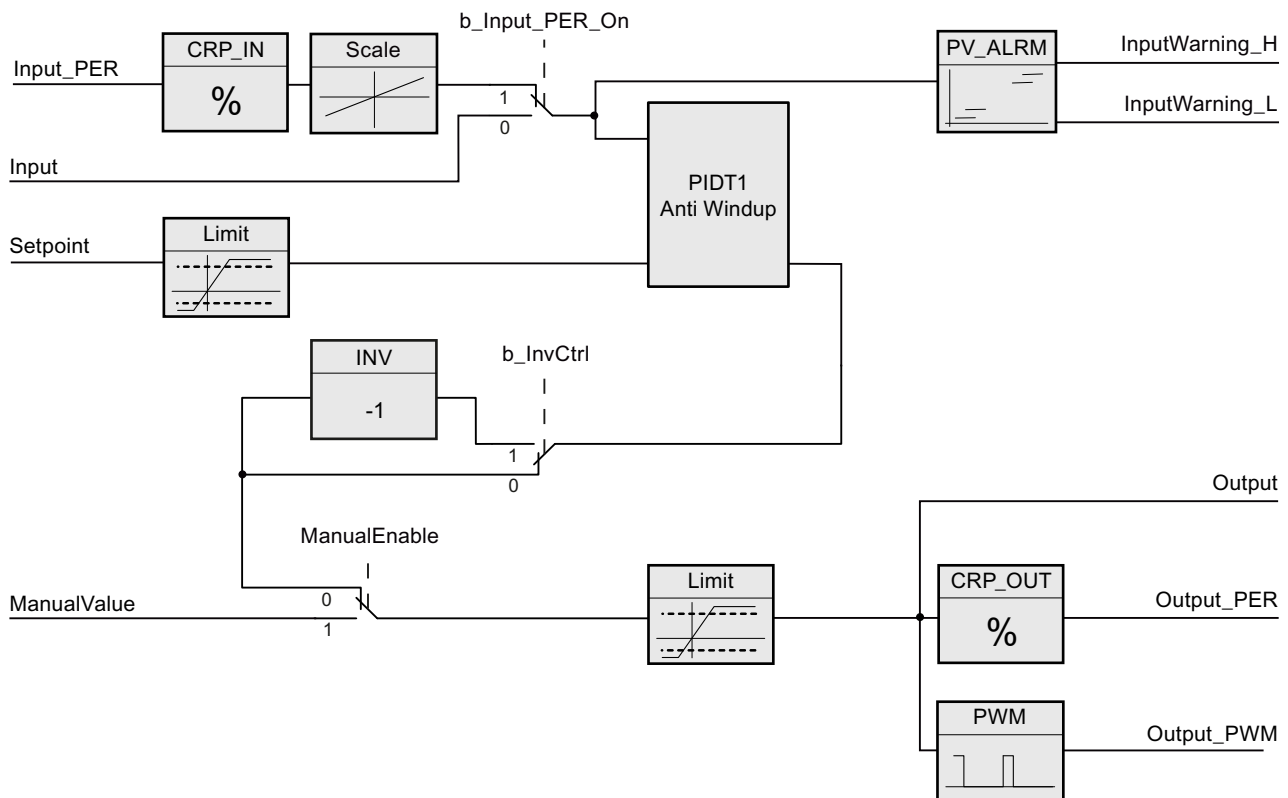 b_Input_PER_On
Input_PER
CRP_IN
%
Scale
1
0
PV_ALRM
InputWarning_H
InputWarning_L
Input
PIDT1
Anti Windup
Setpoint
Limit
INV
-1
b_InvCtrl
1
0
Output
ManualEnable
ManualValue
0
1
Limit
CRP_OUT
%
Output_PER
PWM
Output_PWM